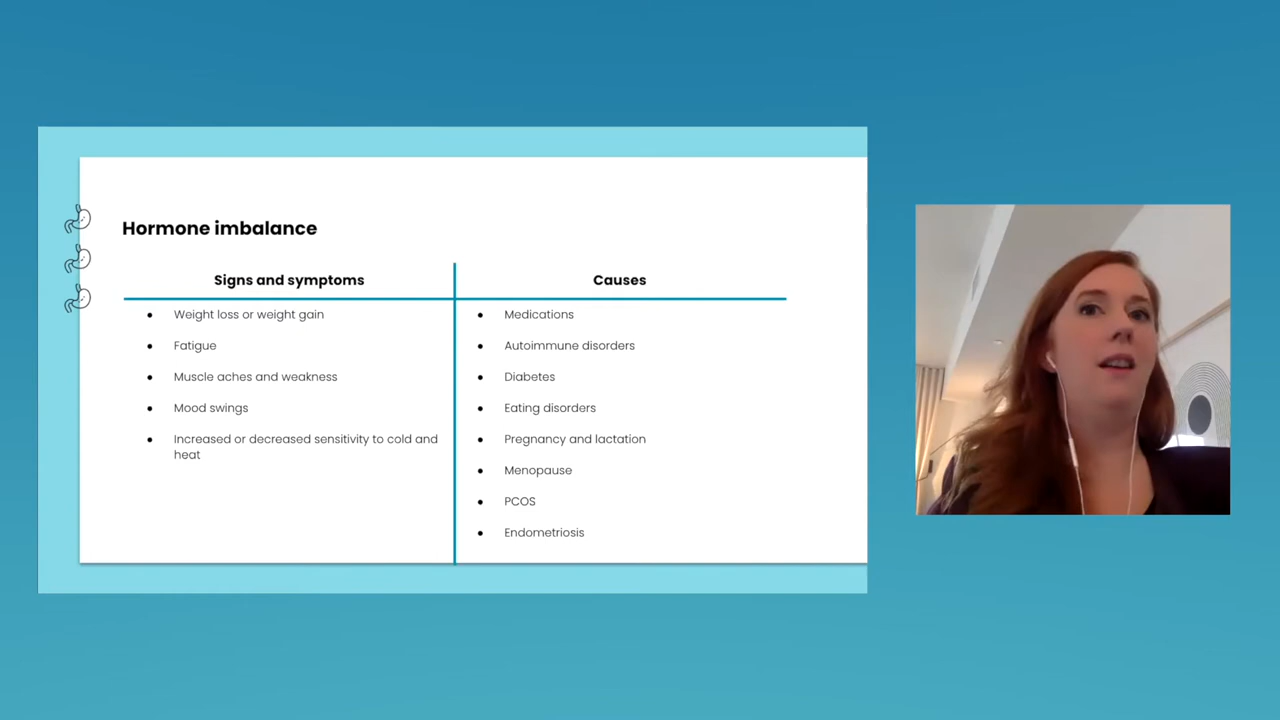 Hormone imbalance
Signs and symptoms
Weight loss or weight gain
Fatigue
Muscle aches and weakness
Mood swings
Increased or decreased sensitivity to cold and
heat
Causes
Medications
Autoimmune disorders
Diabetes
Eating disorders
Pregnancy and lactation
Menopause
PCOS
Endometriosis